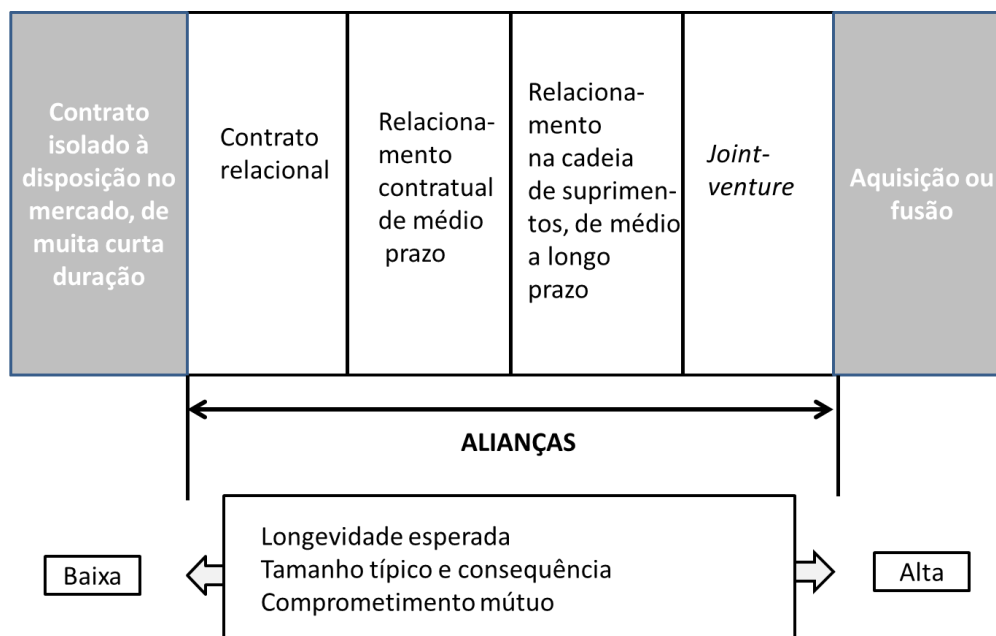 Contrato
isolado à
disposição no
mercado, de
muita curta
duração
Contrato
relacional
Relaciona-
mento
contratual
de médio
prazo
Relaciona-
mento
na cadeia
de suprimen-
tos, de médio
a longo
prazo
Joint-
venture
Aquisição ou
fusão
ALIANÇAS
Baixa
Longevidade esperada
Tamanho típico e consequência
Comprometimento mútuo
Alta